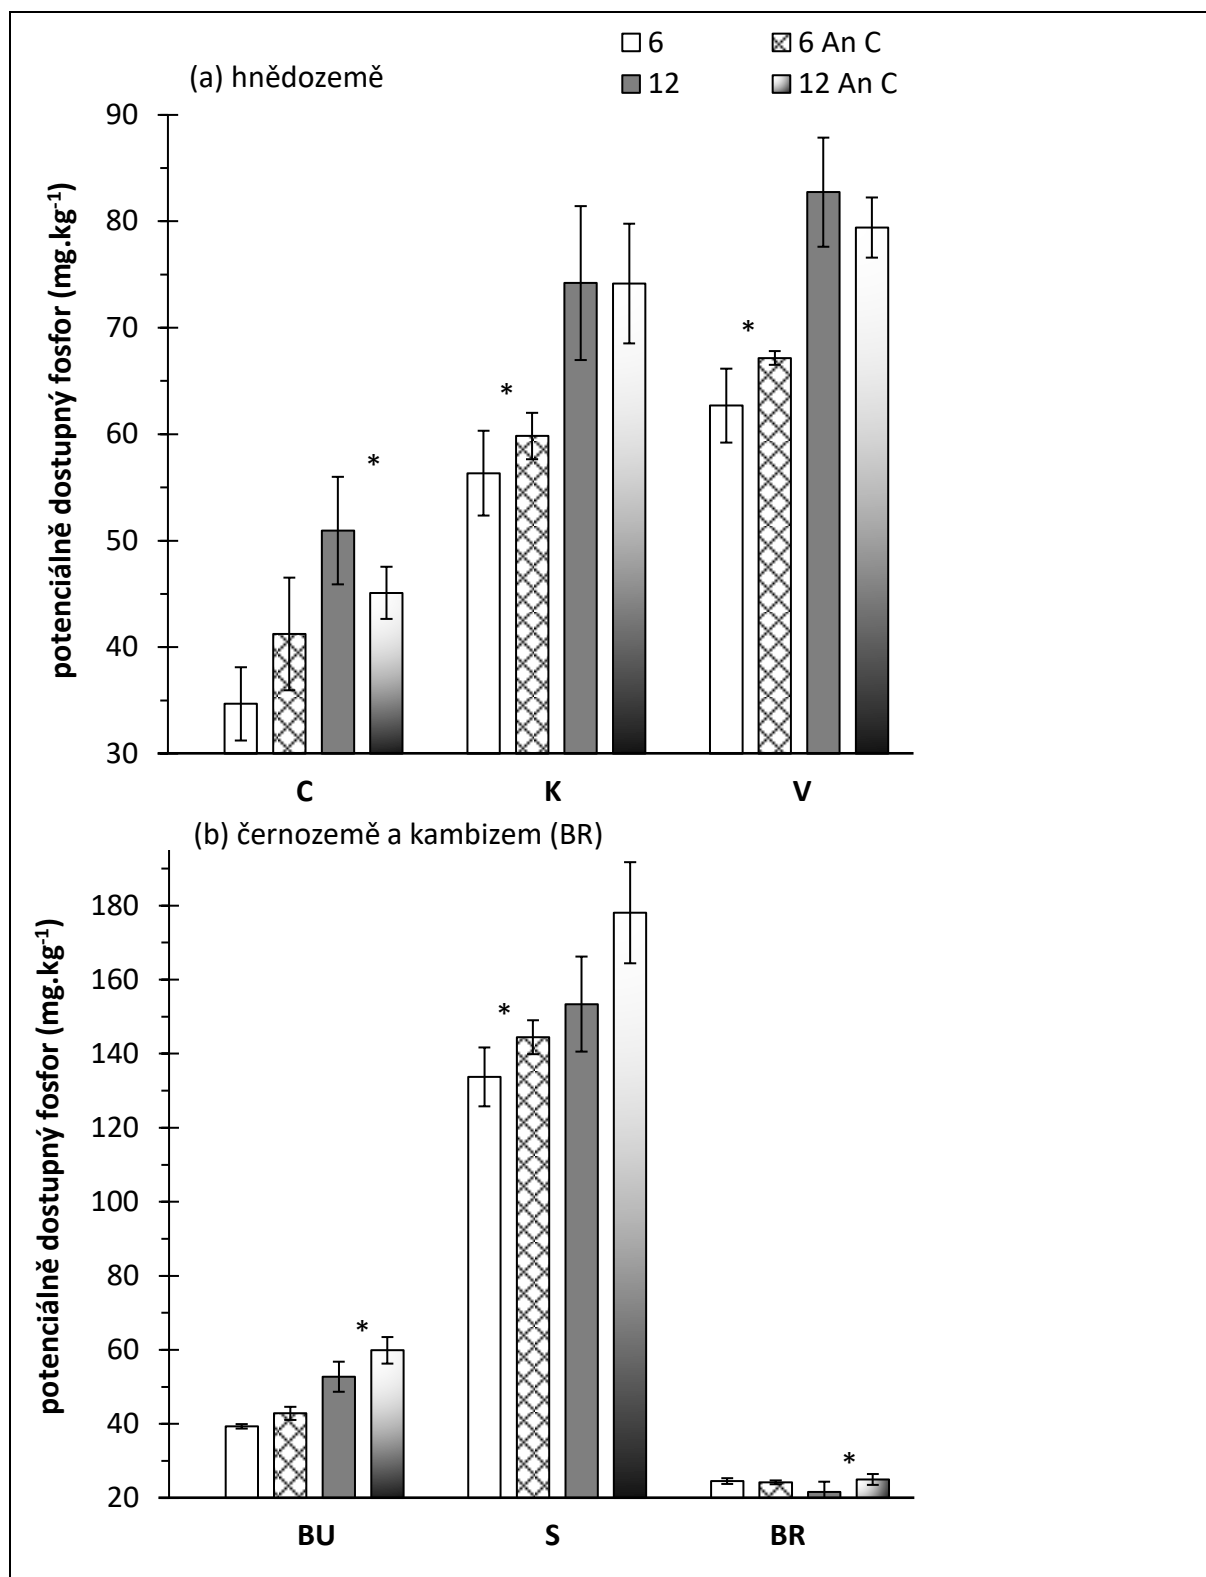 6
6 An C
(a) hnědozemě
12
12 An C
potenciálně dostupný fosfor (mg.kg-1)
90
80
70
60
50
40
30
*
*
*
C
K
V
(b) černozemě a kambizem (BR)
potenciálně dostupný fosfor (mg.kg-1)
180
160
140
120
100
80
60
40
20
*
*
*
BU
S
BR